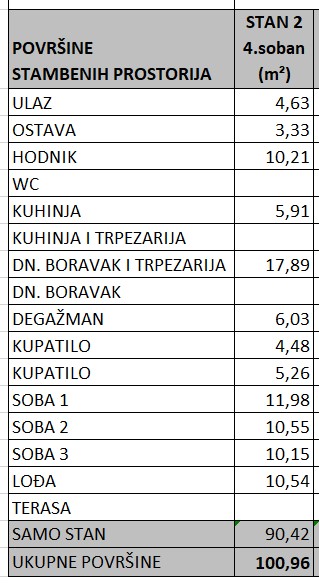 POVRŠINE
STAMBENIH PROSTORIJA
STAN 2
4.soban
(m²)
ULAZ 4,63
OSTAVA 3,33
HODNIK 10,21
WC
KUHINJA 5,91
KUHINJA I TRPEZARIJA
DN. BORAVAK I TRPEZARIJA 17,89
DN. BORAVAK
DEGAŽMAN 6,03
KUPATILO 4,48
KUPATILO 5,26
SOBA 1 11,98
SOBA 2 10,55
SOBA 3 10,15
LOĐA 10,54
TERASA
SAMO STAN 90,42
UKUPNE POVRŠINE 100,96